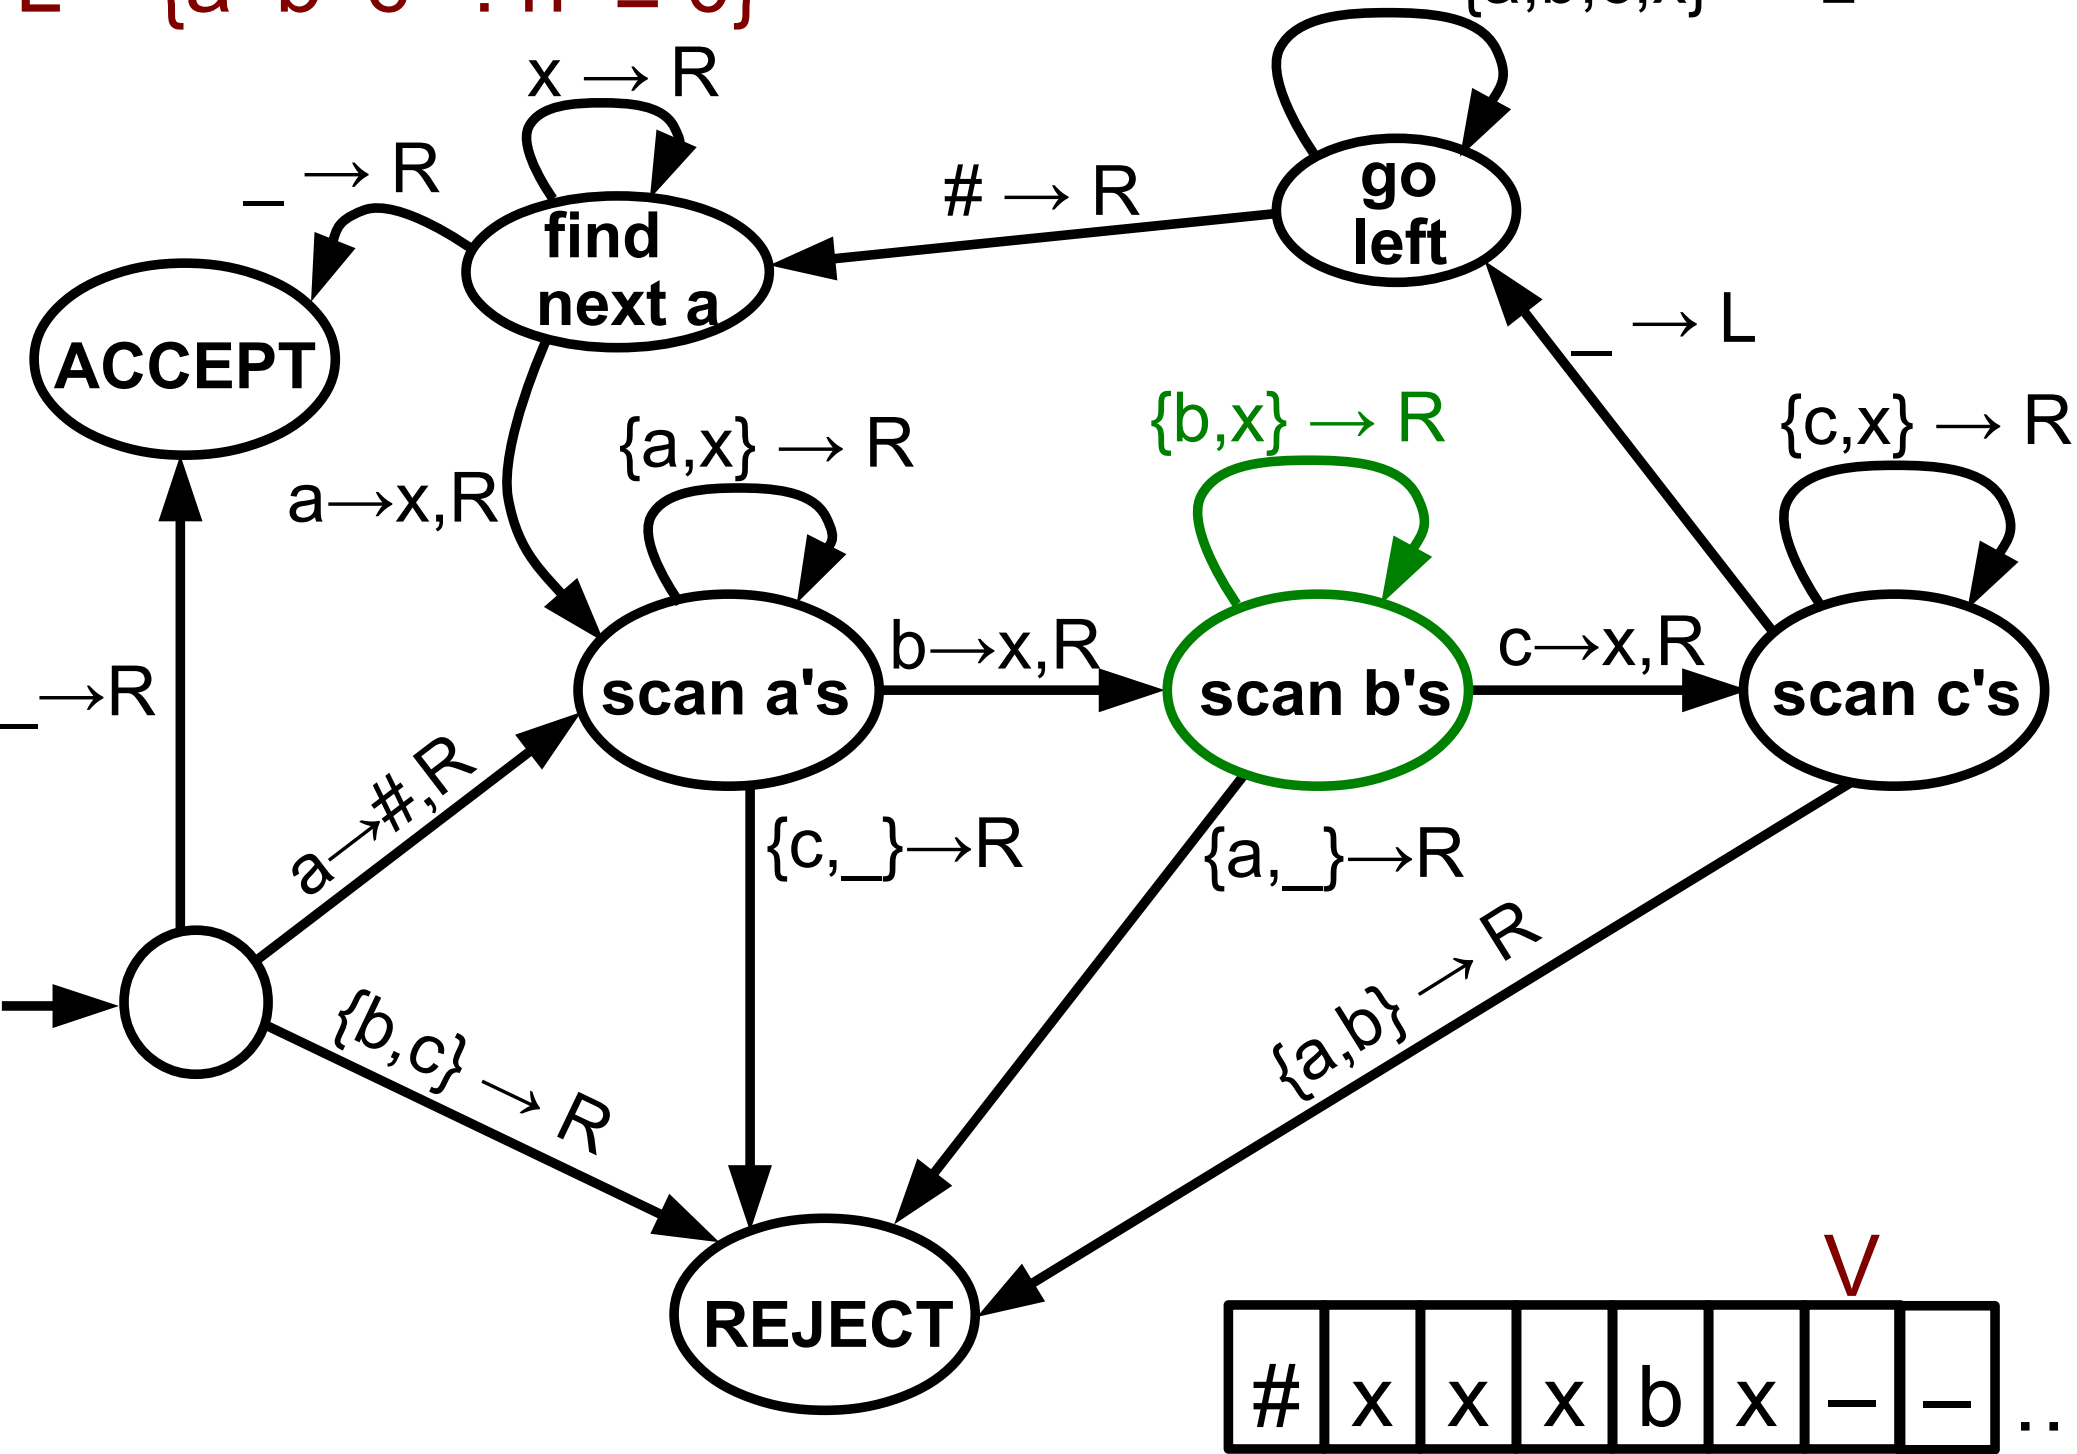 x → R
_ → R
# → R
go
left
find
next a
ACCEPT
_ → L
{a,x} → R
{b,x} → R
{c,x} → R
a→x,R
b→x,R
c→x,R
scan a's
scan b's
scan c's
_→R
a→#,R
{c,_}→R
{a,_}→R
{b,c} → R
{a,b} → R
REJECT
V
# x x x b x _ _ ..